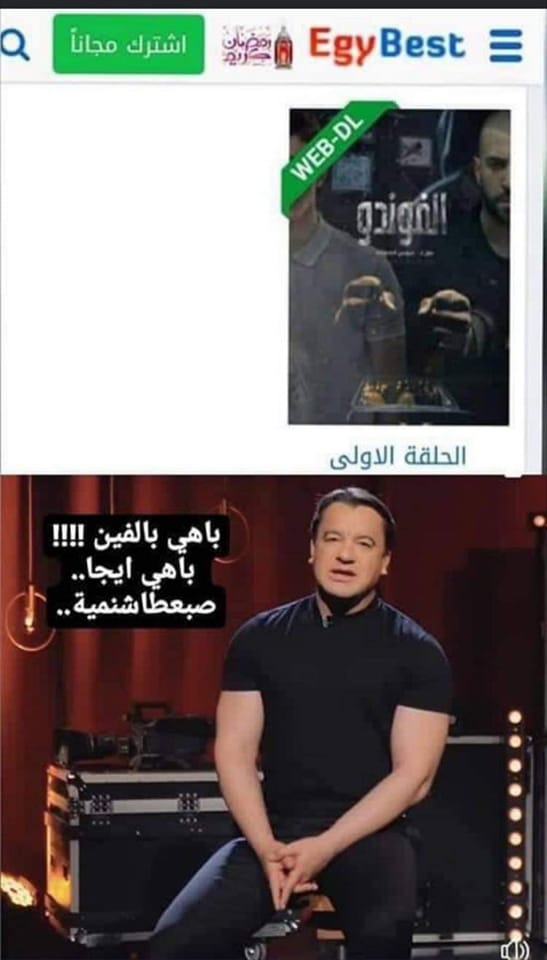 اشترك مجاناً
رمضان
كريم
EgyBest
WEB-DL
الفوندو
الحلقة الاولى
باهي بالفين !!!!
باهي ايجا..
صبعطاشنمية..